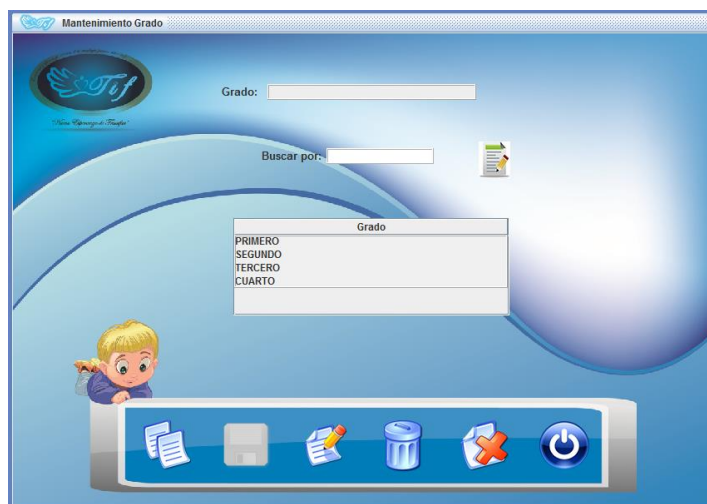 Mantenimiento Grado
Tif
Grado:
Buscar por:
Grado
PRIMERO
SEGUNDO
TERCERO
CUARTO